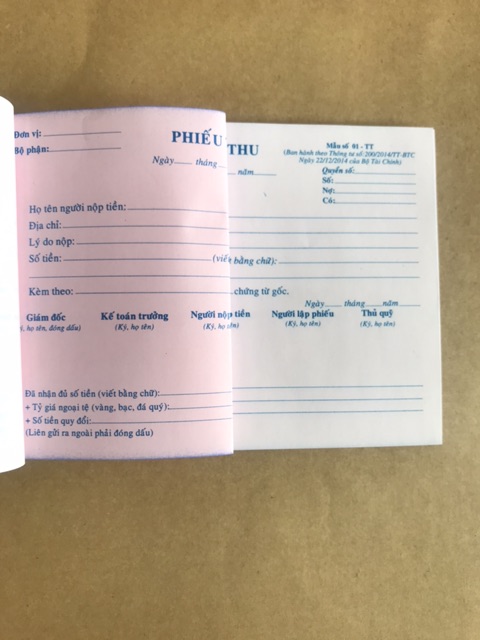 Đơn vị:
Bộ phận:
PHIẾU THU
Mẫu số 01 - TT
(Ban hành theo Thông tư số 200/2014/TT-BTC
Ngày 22/12/2014 của Bộ Tài Chính)
Ngày tháng năm
Quyển số:
Số:
Nợ:
Có:
Họ tên người nộp tiền:
Địa chỉ:
Lý do nộp:
Số tiền: (viết bằng chữ):
Kèm theo: chứng từ gốc.
Ngày tháng năm
Giám đốc Kế toán trưởng Người nộp tiền Người lập phiếu Thủ quỹ
, họ tên, đóng dấu) (Ký, họ tên) (Ký, họ tên) (Ký, họ tên) (Ký, họ tên)
Đã nhận đủ số tiền (viết bằng chữ):
+ Tỷ giá ngoại tệ (vàng, bạc, đá quý):
+ Số tiền quy đổi:
(Liên gửi ra ngoài phải đóng dấu)